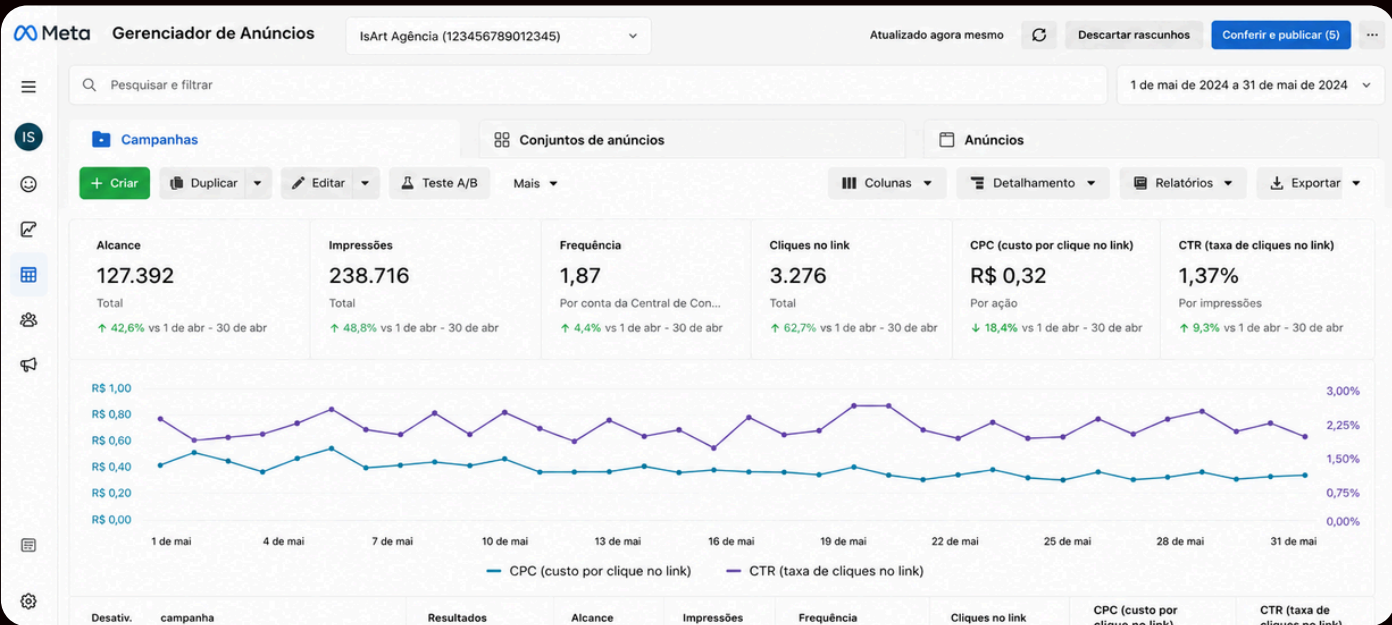 Meta Gerenciador de Anúncios IsArt Agência (123456789012345) Atualizado agora mesmo Descartar rascunhos Conferir e publicar (5) ...
Pesquisar e filtrar 1 de mai de 2024 a 31 de mai de 2024
IS
Campanhas Conjuntos de anúncios Anúncios
+ Criar Duplicar Editar Teste A/B Mais Colunas Detalhamento Relatórios Exportar
Alcance Impressões Frequência Cliques no link CPC (custo por clique no link) CTR (taxa de cliques no link)
127.392 238.716 1,87 3.276 R$ 0,32 1,37%
Total Total Por conta da Central de Con... Total Por ação Por impressões
↑ 42,6% vs 1 de abr - 30 de abr ↑ 48,8% vs 1 de abr - 30 de abr ↑ 4,4% vs 1 de abr - 30 de abr ↑ 62,7% vs 1 de abr - 30 de abr ↓ 18,4% vs 1 de abr - 30 de abr ↑ 9,3% vs 1 de abr - 30 de abr
R$ 1,00 3,00%
R$ 0,80 2,25%
R$ 0,60
R$ 0,40 1,50%
R$ 0,20 0,75%
R$ 0,00 0,00%
1 de mai 4 de mai 7 de mai 10 de mai 13 de mai 16 de mai 19 de mai 22 de mai 25 de mai 28 de mai 31 de mai
CPC (custo por clique no link) CTR (taxa de cliques no link)
Desativ. campanha Resultados Alcance Impressões Frequência Cliques no link CPC (custo por CTR (taxa de
clique no link) cliques no link)